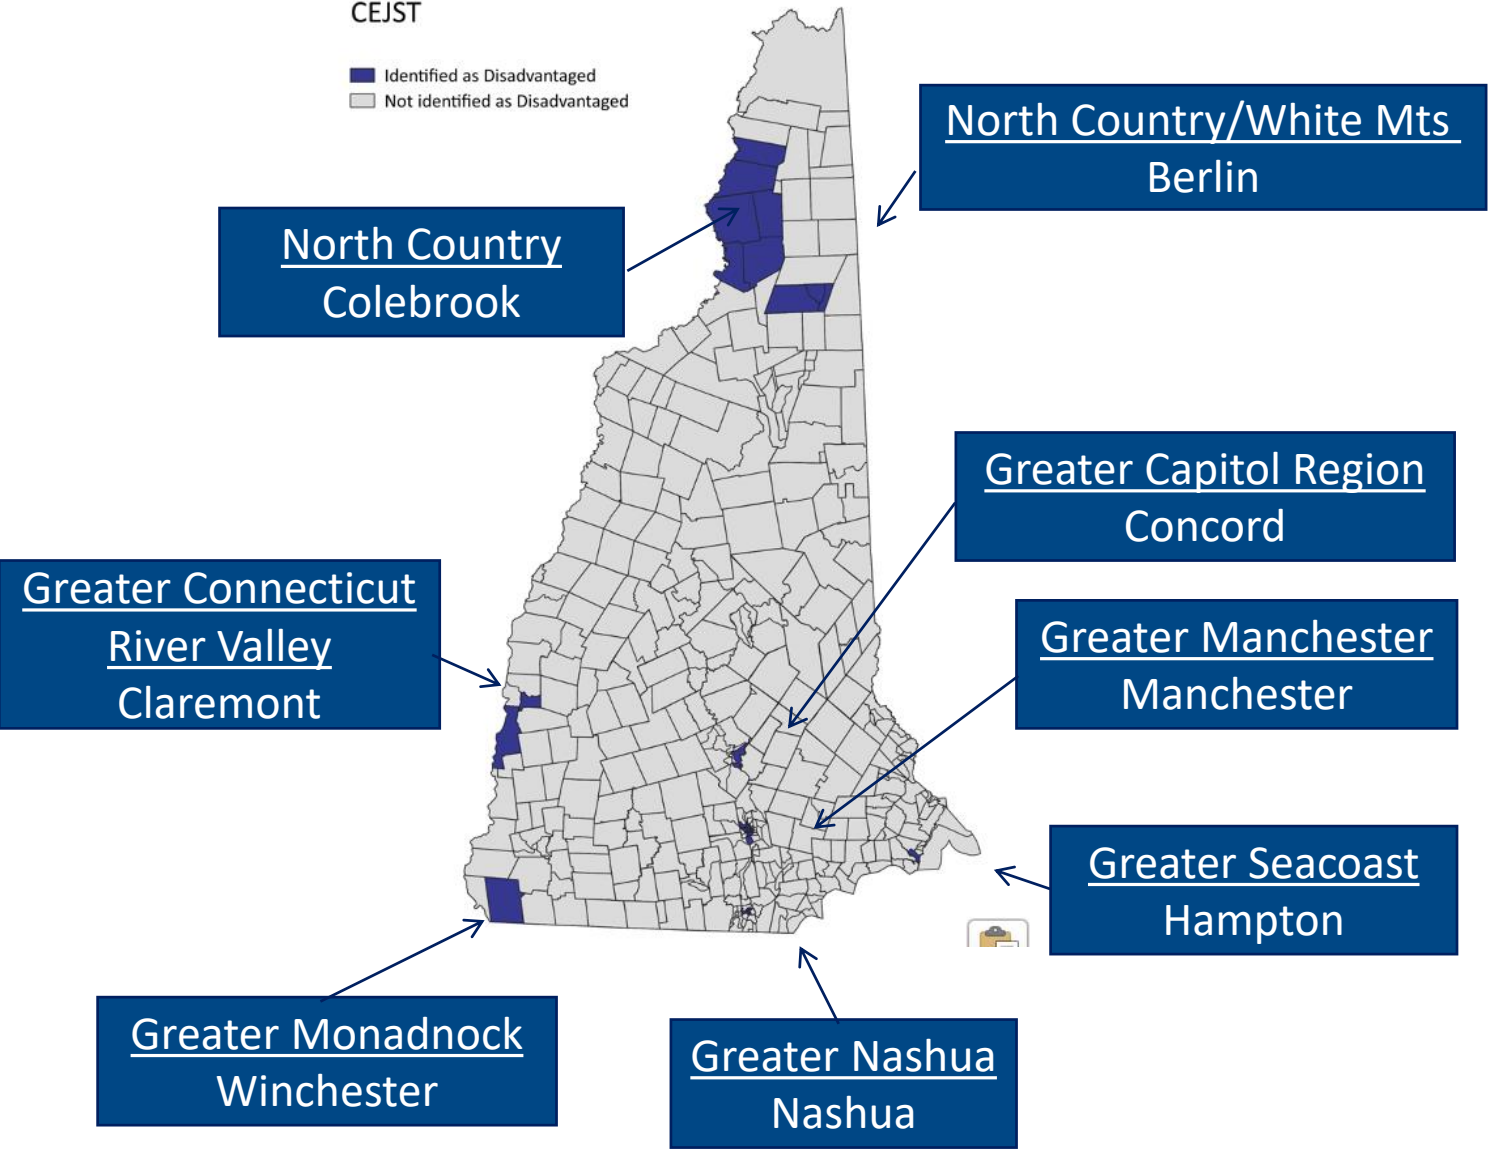 CEJST
Identified as Disadvantaged
Not identified as Disadvantaged
North Country/White Mts
Berlin
North Country
Colebrook
Greater Capitol Region
Concord
Greater Connecticut
River Valley
Claremont
Greater Manchester
Manchester
Greater Seacoast
Hampton
Greater Monadnock
Winchester
Greater Nashua
Nashua